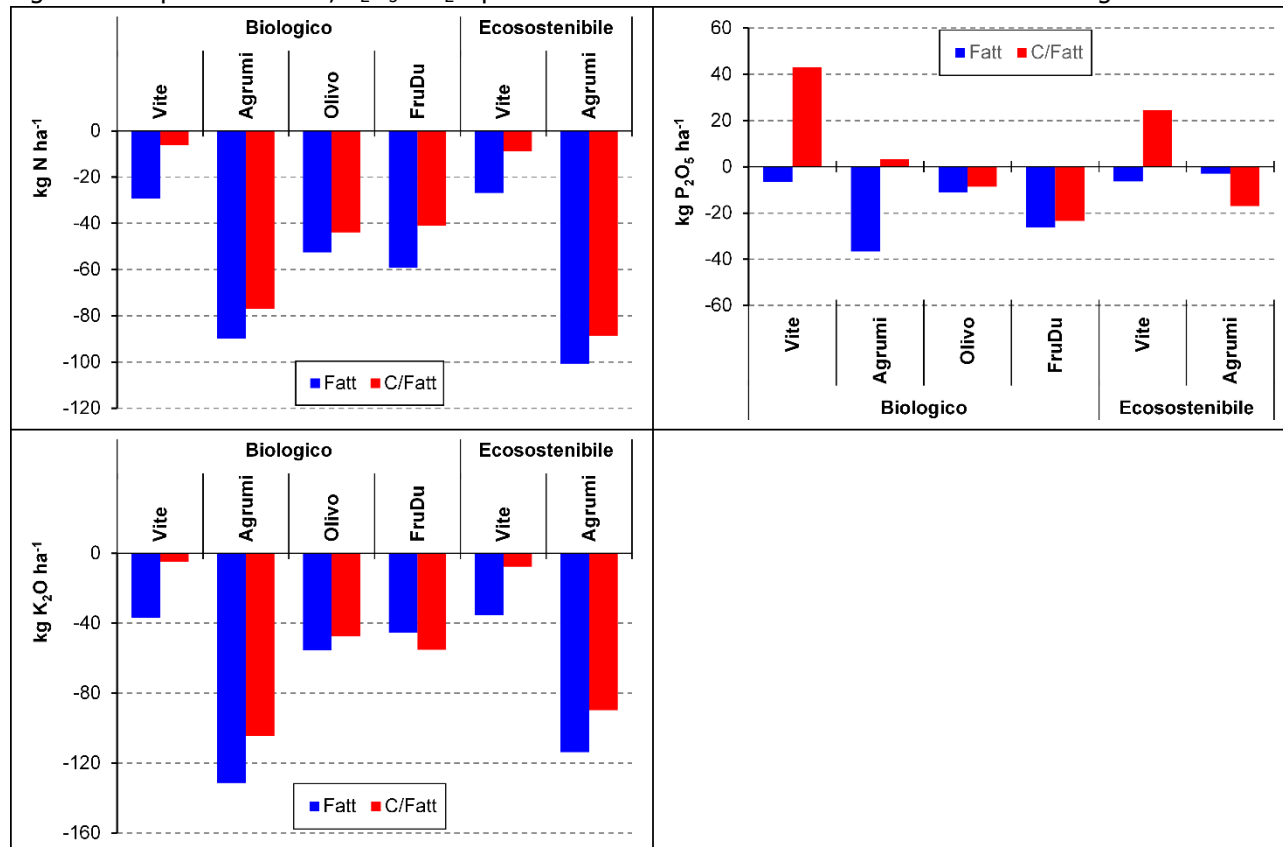 Biologico Ecosostenibile
Vite Agrumi Olivo FruDu Vite Agrumi
kg N ha⁻¹
0
-20
-40
-60
-80
-100
-120
Fatt C/Fatt
kg P₂O₅ ha⁻¹
60
40
20
0
-20
-40
-60
Fatt C/Fatt
Vite Agrumi Olivo FruDu Vite Agrumi
Biologico Ecosostenibile
Biologico Ecosostenibile
Vite Agrumi Olivo FruDu Vite Agrumi
kg K₂O ha⁻¹
0
-40
-80
-120
-160
Fatt C/Fatt